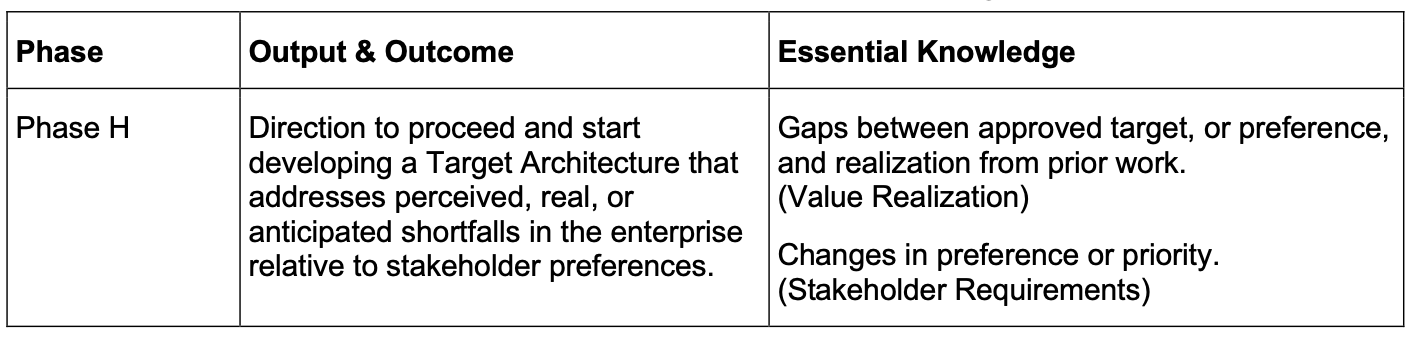 Phase
Output & Outcome
Essential Knowledge
Phase H
Direction to proceed and start
developing a Target Architecture that
addresses perceived, real, or
anticipated shortfalls in the enterprise
relative to stakeholder preferences.
Gaps between approved target, or preference,
and realization from prior work.
(Value Realization)
Changes in preference or priority.
(Stakeholder Requirements)